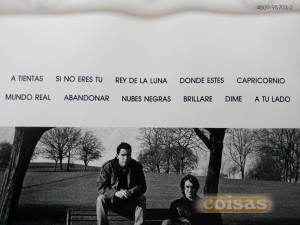 4509-95703-2
A TIENTAS SI NO ERES TU REY DE LA LUNA DONDE ESTES CAPRICORNIO
MUNDO REAL ABANDONAR NUBES NEGRAS BRILLARE DIME A TU LADO
coisas